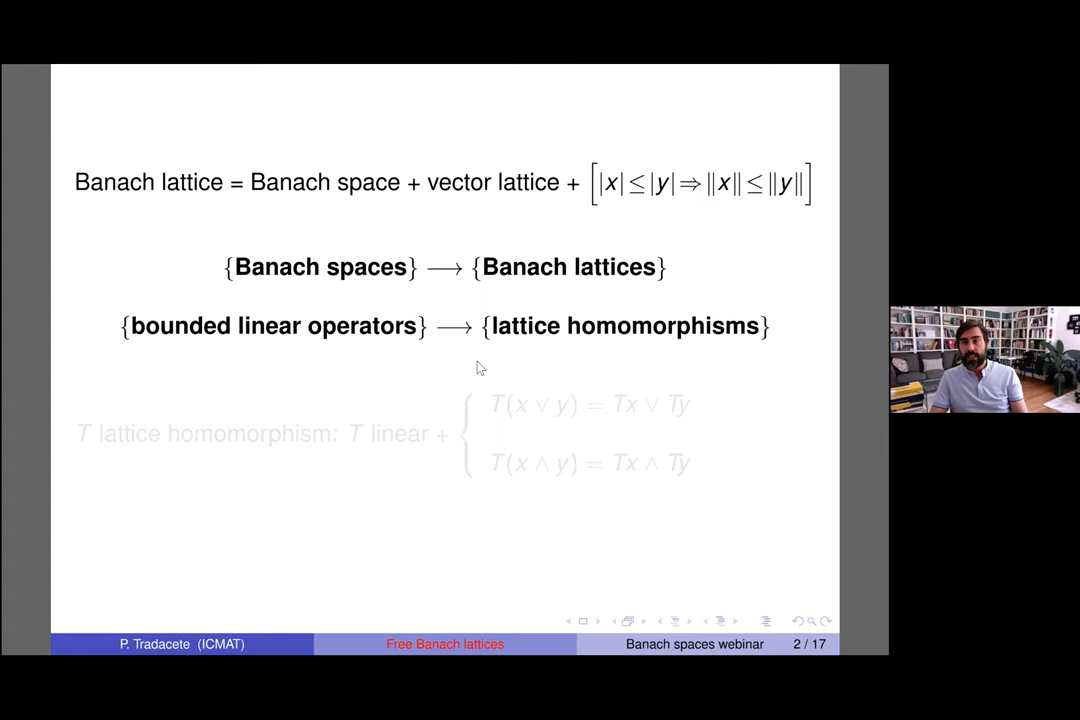 Banach lattice = Banach space + vector lattice + [|x| ≤ |y| ⇒ ‖x‖ ≤ ‖y‖]
{Banach spaces} ⟶ {Banach lattices}
{bounded linear operators} ⟶ {lattice homomorphisms}
T(x ∨ y) = Tx ∨ Ty
T lattice homomorphism: T linear + {
T(x ∧ y) = Tx ∧ Ty
P. Tradacete (ICMAT) Free Banach lattices Banach spaces webinar 2 / 17